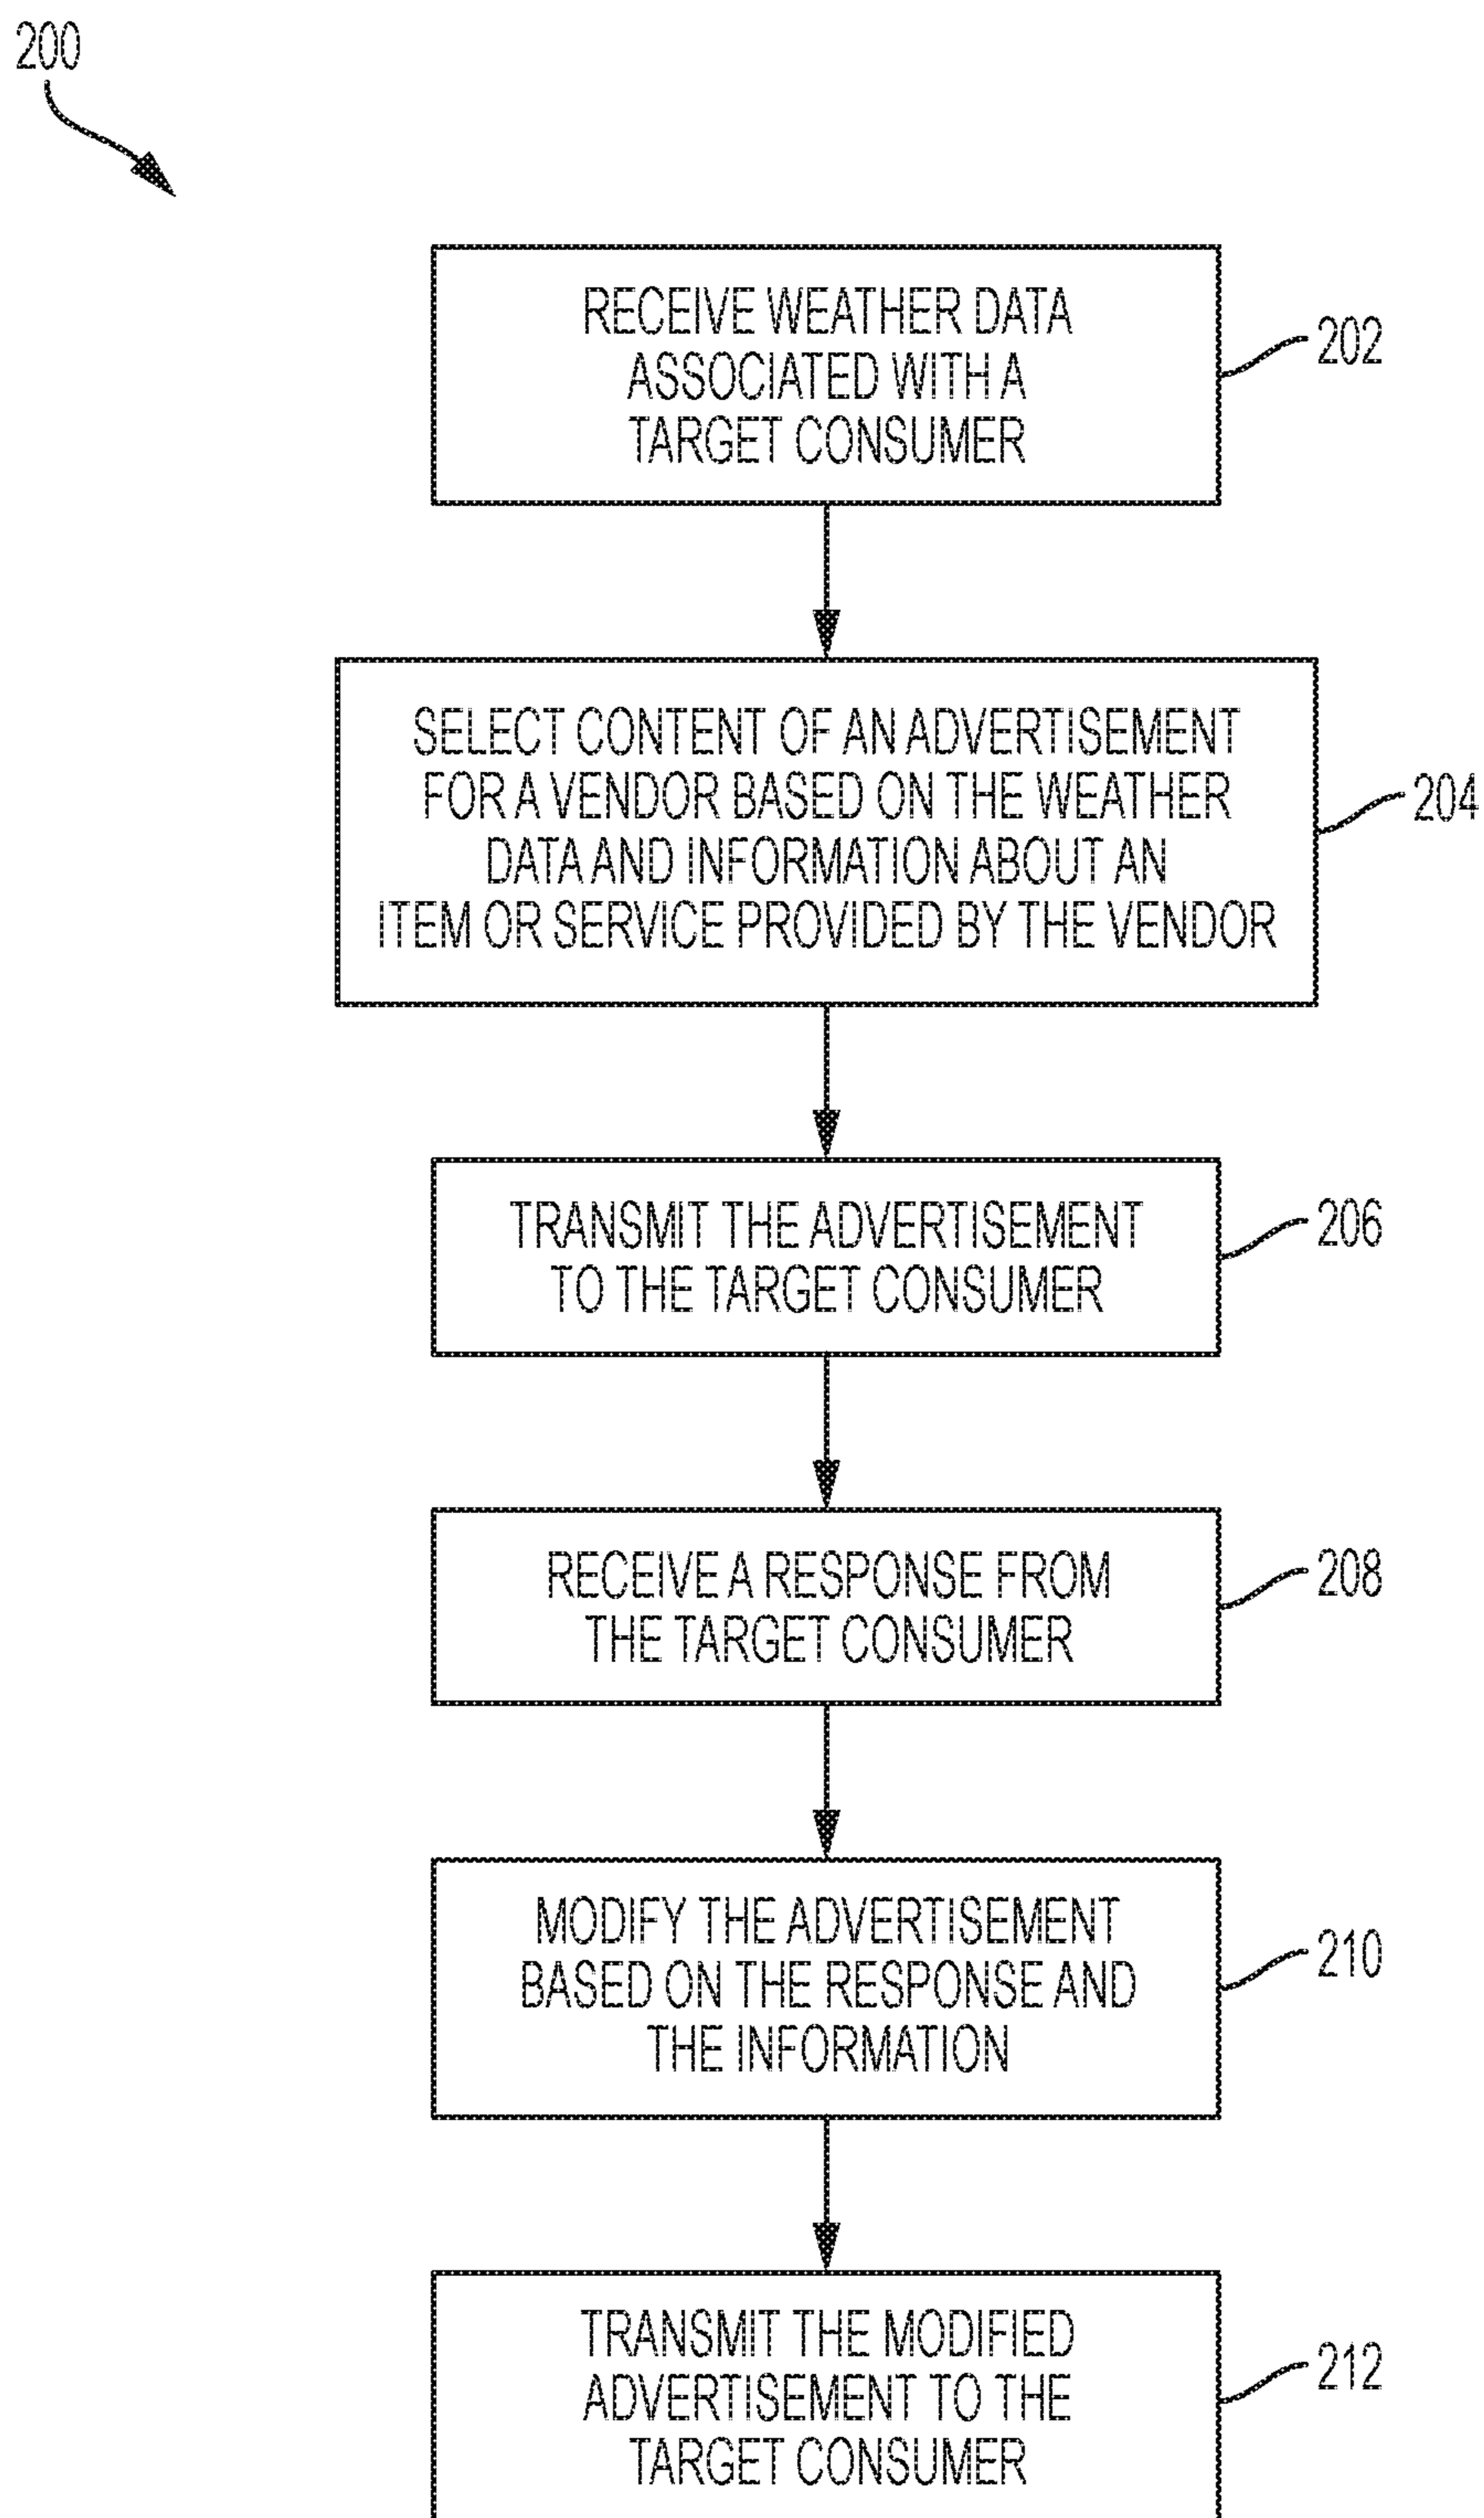 200
RECEIVE WEATHER DATA
ASSOCIATED WITH A
TARGET CONSUMER
202
SELECT CONTENT OF AN ADVERTISEMENT
FOR A VENDOR BASED ON THE WEATHER
DATA AND INFORMATION ABOUT AN
ITEM OR SERVICE PROVIDED BY THE VENDOR
204
TRANSMIT THE ADVERTISEMENT
TO THE TARGET CONSUMER
206
RECEIVE A RESPONSE FROM
THE TARGET CONSUMER
208
MODIFY THE ADVERTISEMENT
BASED ON THE RESPONSE AND
THE INFORMATION
210
TRANSMIT THE MODIFIED
ADVERTISEMENT TO THE
TARGET CONSUMER
212